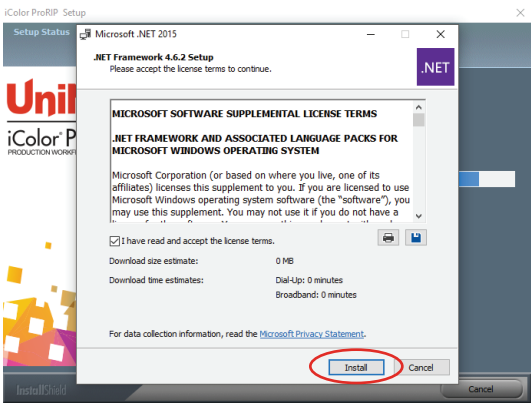 iColor ProRIP Setup
Setup Status
Microsoft .NET 2015
.NET Framework 4.6.2 Setup
Please accept the license terms to continue.
.NET
MICROSOFT SOFTWARE SUPPLEMENTAL LICENSE TERMS
.NET FRAMEWORK AND ASSOCIATED LANGUAGE PACKS FOR
MICROSOFT WINDOWS OPERATING SYSTEM
Microsoft Corporation (or based on where you live, one of its
affiliates) licenses this supplement to you. If you are licensed to use
Microsoft Windows operating system software (the "software"), you
may use this supplement. You may not use it if you do not have a
I have read and accept the license terms.
Download size estimate: 0 MB
Download time estimates: Dial-Up: 0 minutes
Broadband: 0 minutes
For data collection information, read the Microsoft Privacy Statement.
Install Cancel
Uni
iColor P
PRODUCTION WORKF
InstallShield
Cancel